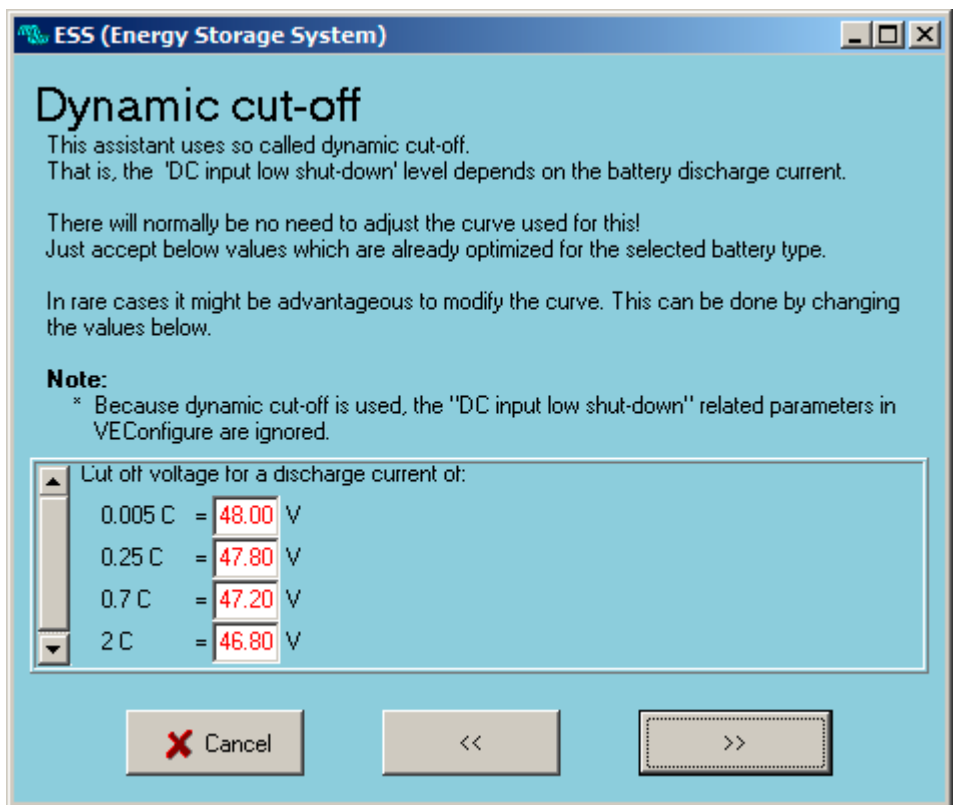 ESS (Energy Storage System)
Dynamic cut-off
This assistant uses so called dynamic cut-off.
That is, the 'DC input low shut-down' level depends on the battery discharge current.
There will normally be no need to adjust the curve used for this!
Just accept below values which are already optimized for the selected battery type.
In rare cases it might be advantageous to modify the curve. This can be done by changing
the values below.
Note:
* Because dynamic cut-off is used, the "DC input low shut-down" related parameters in
VEConfigure are ignored.
Cut off voltage for a discharge current of:
0.005 C = 48.00 V
0.25 C = 47.80 V
0.7 C = 47.20 V
2 C = 46.80 V
Cancel << >>